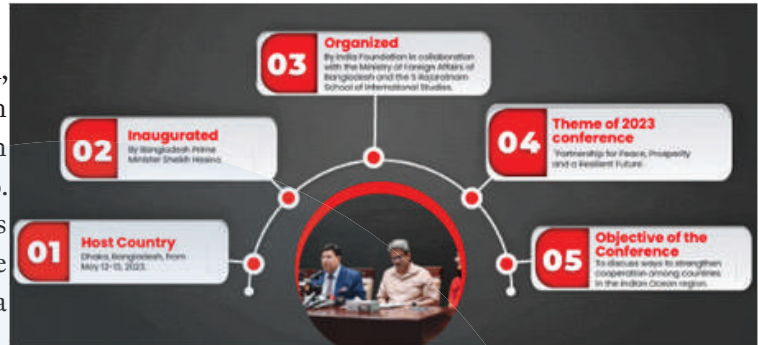 01
Host Country
Dhaka, Bangladesh, from
May 12-13, 2023.
02
Inaugurated
By Bangladesh Prime
Minister Sheikh Hasina.
03
Organized
By India Foundation in collaboration
with the Ministry of Foreign Affairs of
Bangladesh and the S Rajaratnam
School of International Studies.
04
Theme of 2023
conference
'Partnership for Peace, Prosperity
and a Resilient Future.
05
Objective of the
Conference
To discuss ways to strengthen
cooperation among countries
in the Indian Ocean region.